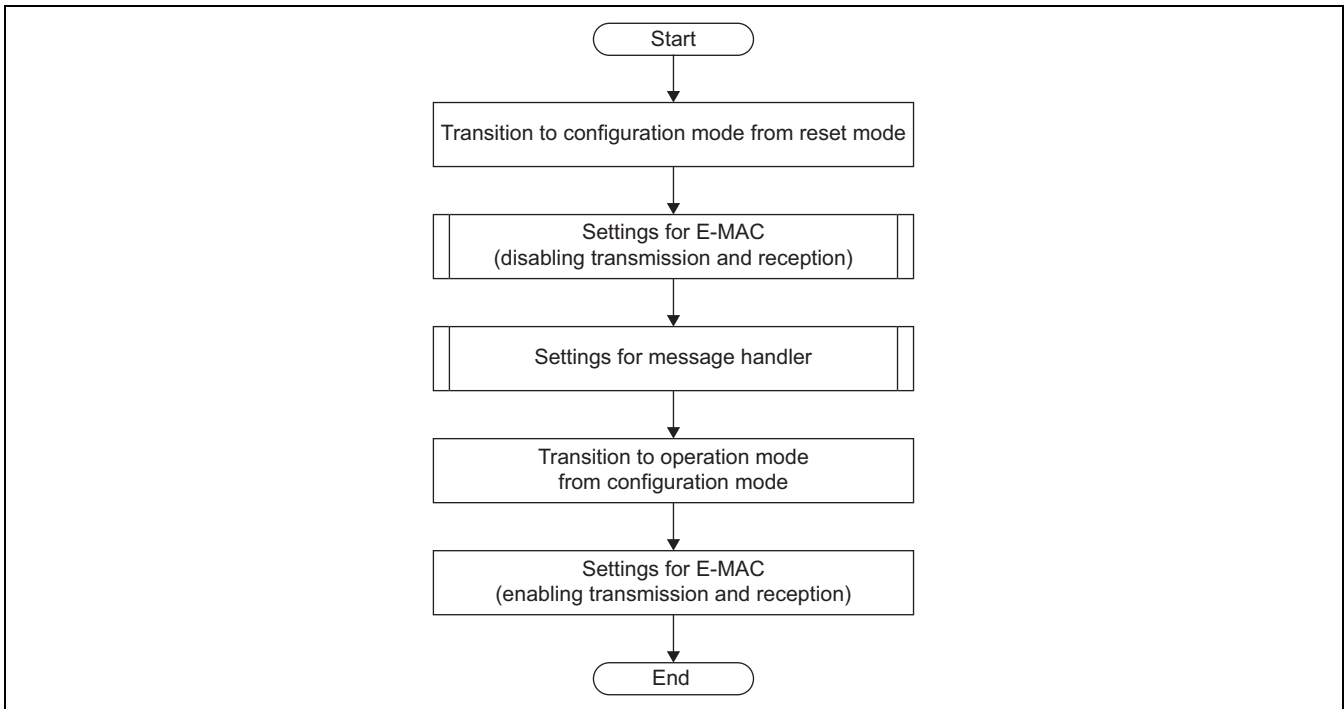 Start
Transition to configuration mode from reset mode
Settings for E-MAC
(disabling transmission and reception)
Settings for message handler
Transition to operation mode
from configuration mode
Settings for E-MAC
(enabling transmission and reception)
End